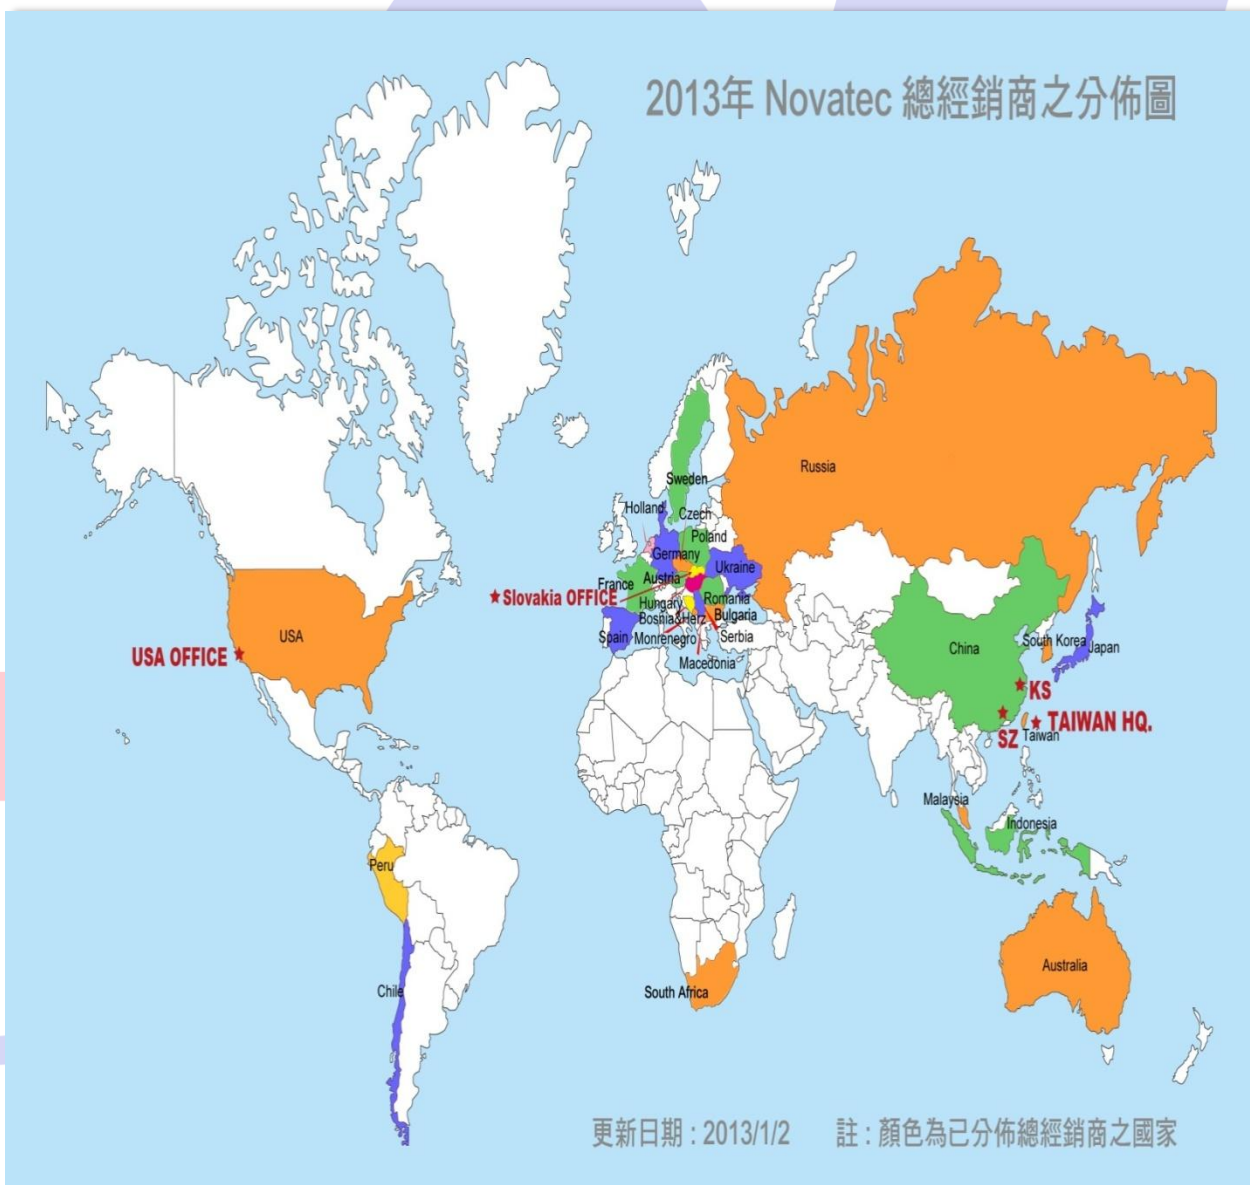 2013年 Novatec 總經銷商之分佈圖
Russia
Sweden
Holland
Czech
Poland
Germany
Ukraine
France
Austria
★Slovakia OFFICE
Hungary
Romania
Bosnia&Herz
Bulgaria
Spain
Monrenegro
Serbia
Macedonia
USA
USA OFFICE ★
China
South Korea
Japan
★ KS
★ TAIWAN HQ.
★
SZ
Taiwan
Malaysia
Indonesia
Peru
Australia
Chile
South Africa
更新日期 : 2013/1/2 註 : 顏色為已分佈總經銷商之國家